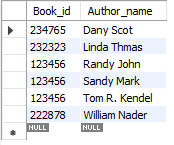 Book_id Author_name
234765 Dany Scot
232323 Linda Thmas
123456 Randy John
123456 Sandy Mark
123456 Tom R. Kendel
222878 William Nader
NULL NULL